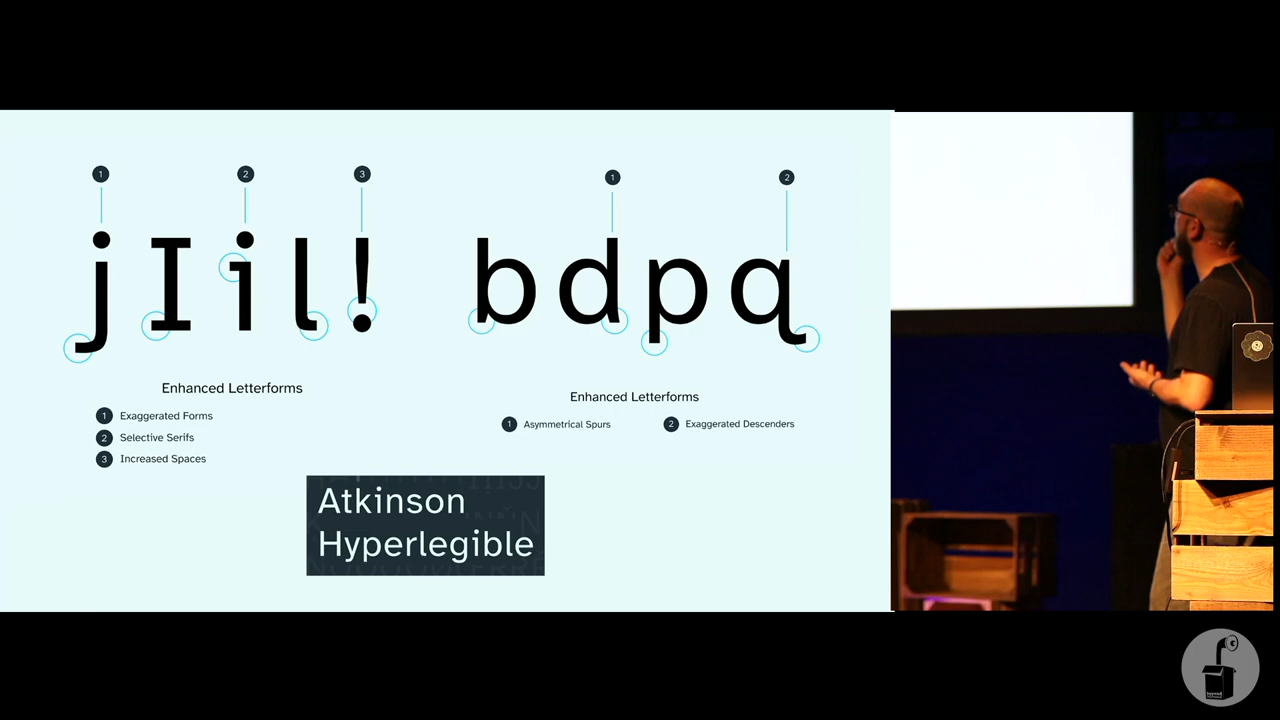 1 2 3
jIil!
Enhanced Letterforms
1 Exaggerated Forms
2 Selective Serifs
3 Increased Spaces
1 2
bdpq
Enhanced Letterforms
1 Asymmetrical Spurs
2 Exaggerated Descenders
Atkinson
Hyperlegible